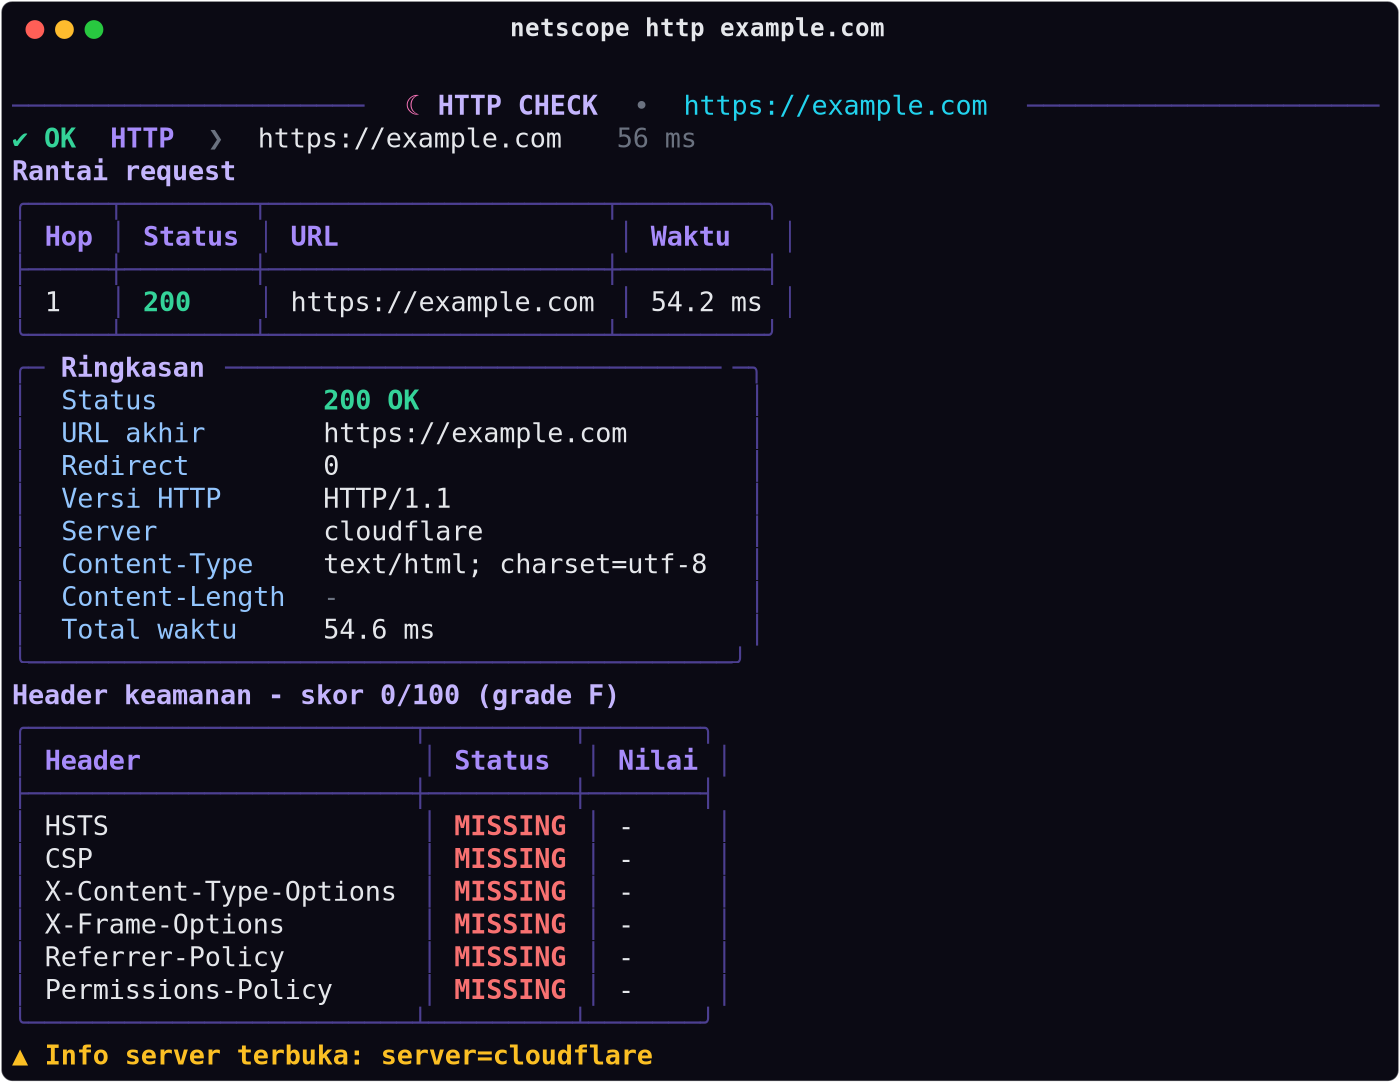 netscope http example.com
☾ HTTP CHECK • https://example.com
✔ OK HTTP ❯ https://example.com 56 ms
Rantai request
Hop Status URL Waktu
1 200 https://example.com 54.2 ms
Ringkasan
Status 200 OK
URL akhir https://example.com
Redirect 0
Versi HTTP HTTP/1.1
Server cloudflare
Content-Type text/html; charset=utf-8
Content-Length -
Total waktu 54.6 ms
Header keamanan - skor 0/100 (grade F)
Header Status Nilai
HSTS MISSING -
CSP MISSING -
X-Content-Type-Options MISSING -
X-Frame-Options MISSING -
Referrer-Policy MISSING -
Permissions-Policy MISSING -
▲ Info server terbuka: server=cloudflare